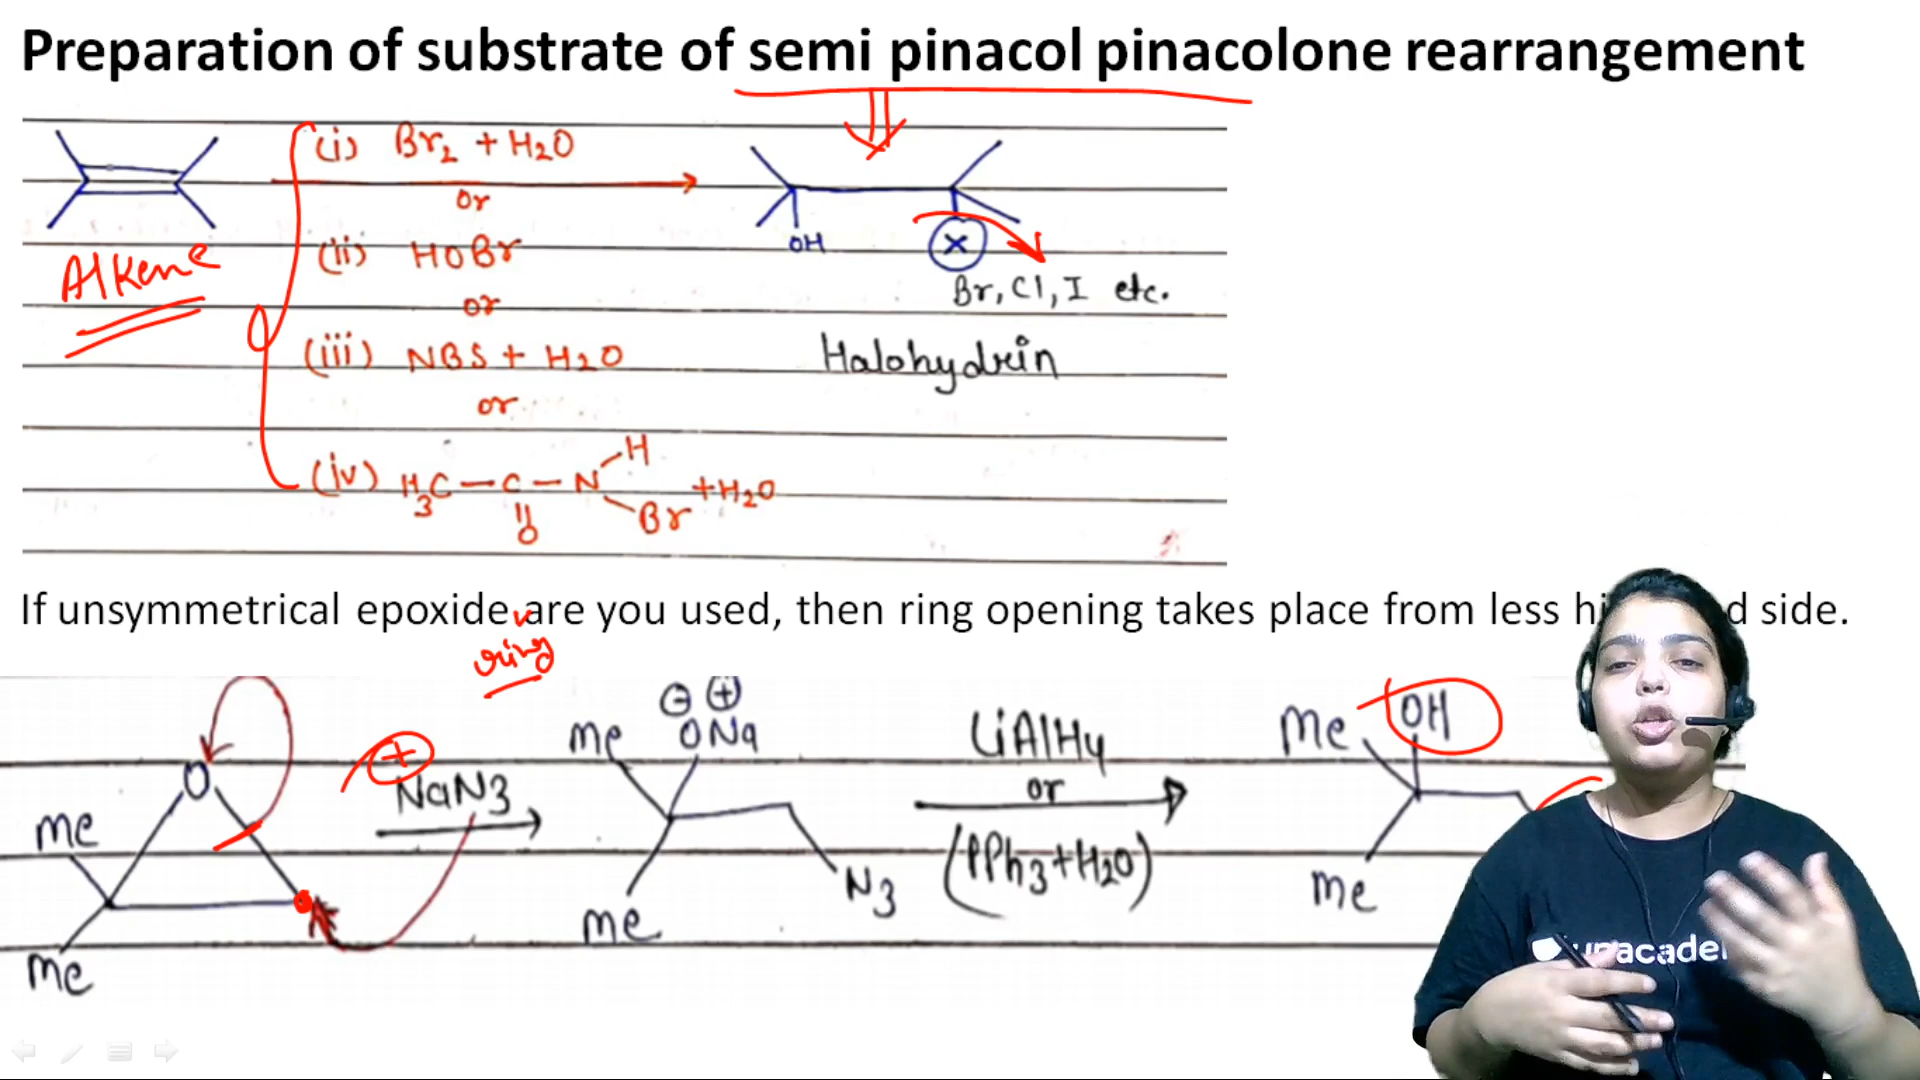 Preparation of substrate of semi pinacol pinacolone rearrangement
(i) Br2 + H2O
or
(ii) HOBr
or
(iii) NBS + H2O
or
(iv) H3C — C — N
H
Br
+H2O
O
Alkene
OH
X
Br, Cl, I etc.
Halohydrin
If unsymmetrical epoxide are you used, then ring opening takes place from less hi d side.
ring
O
Me
Me
+
NaN3
⊖ ⊕
Me ONa
Me
N3
LiAlH4
or
(PPh3+H2O)
Me OH
Me
unacade